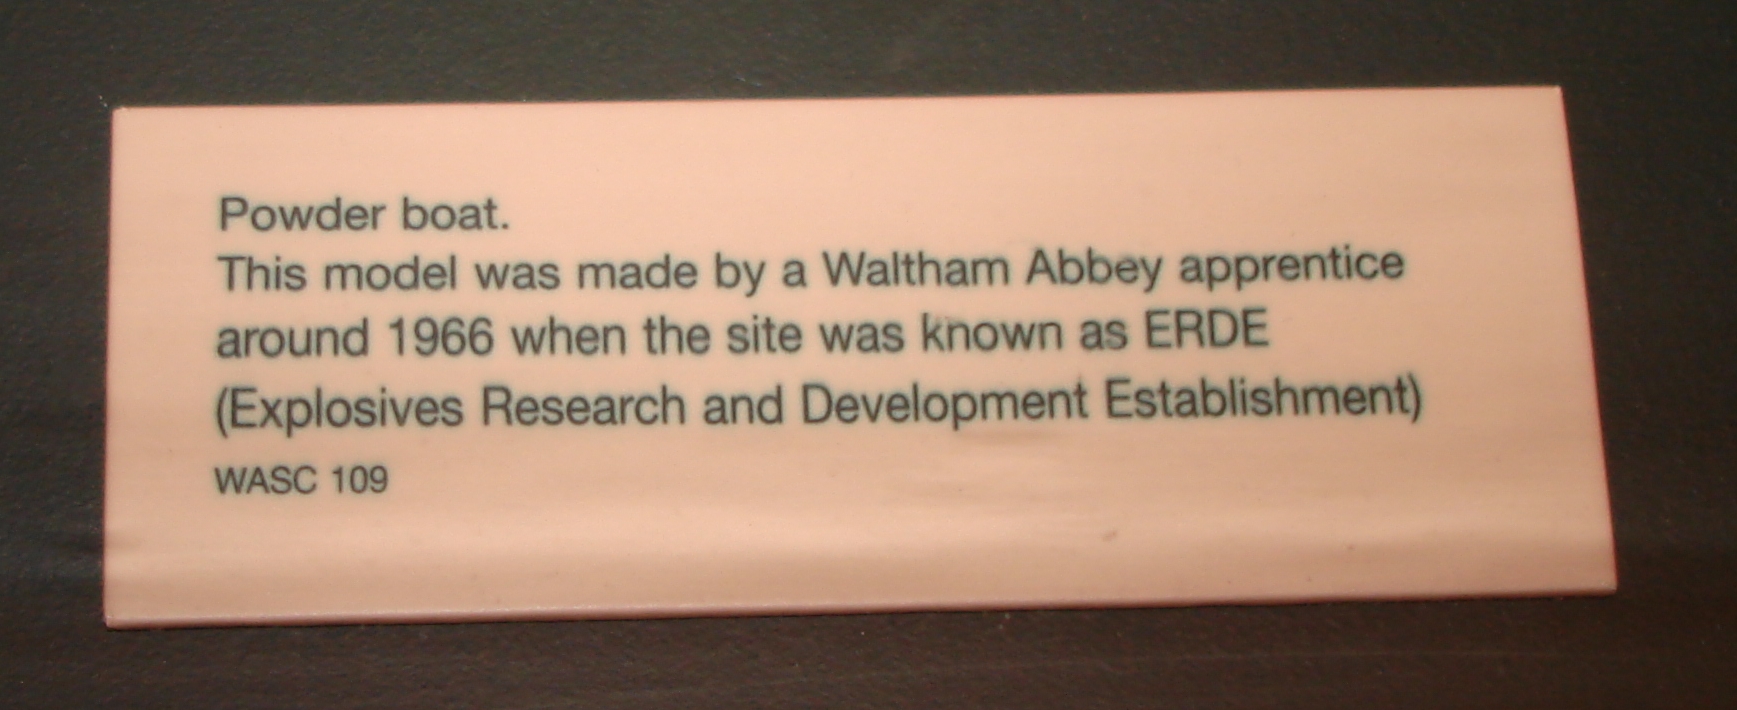 Powder boat.
This model was made by a Waltham Abbey apprentice
around 1966 when the site was known as ERDE
(Explosives Research and Development Establishment)
WASC 109